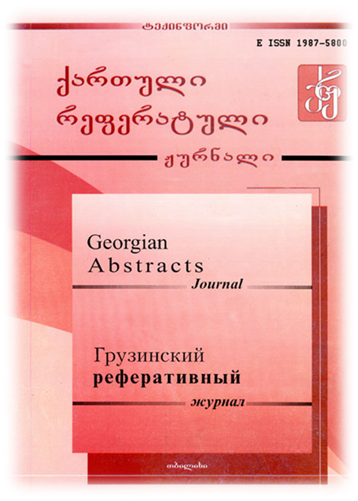 ტექინფორმი
E ISSN 1987-5800
ქართული
რეფერატული
ჟურნალი
Georgian
Abstracts
Journal
Грузинский
реферативный
журнал
თბილისი